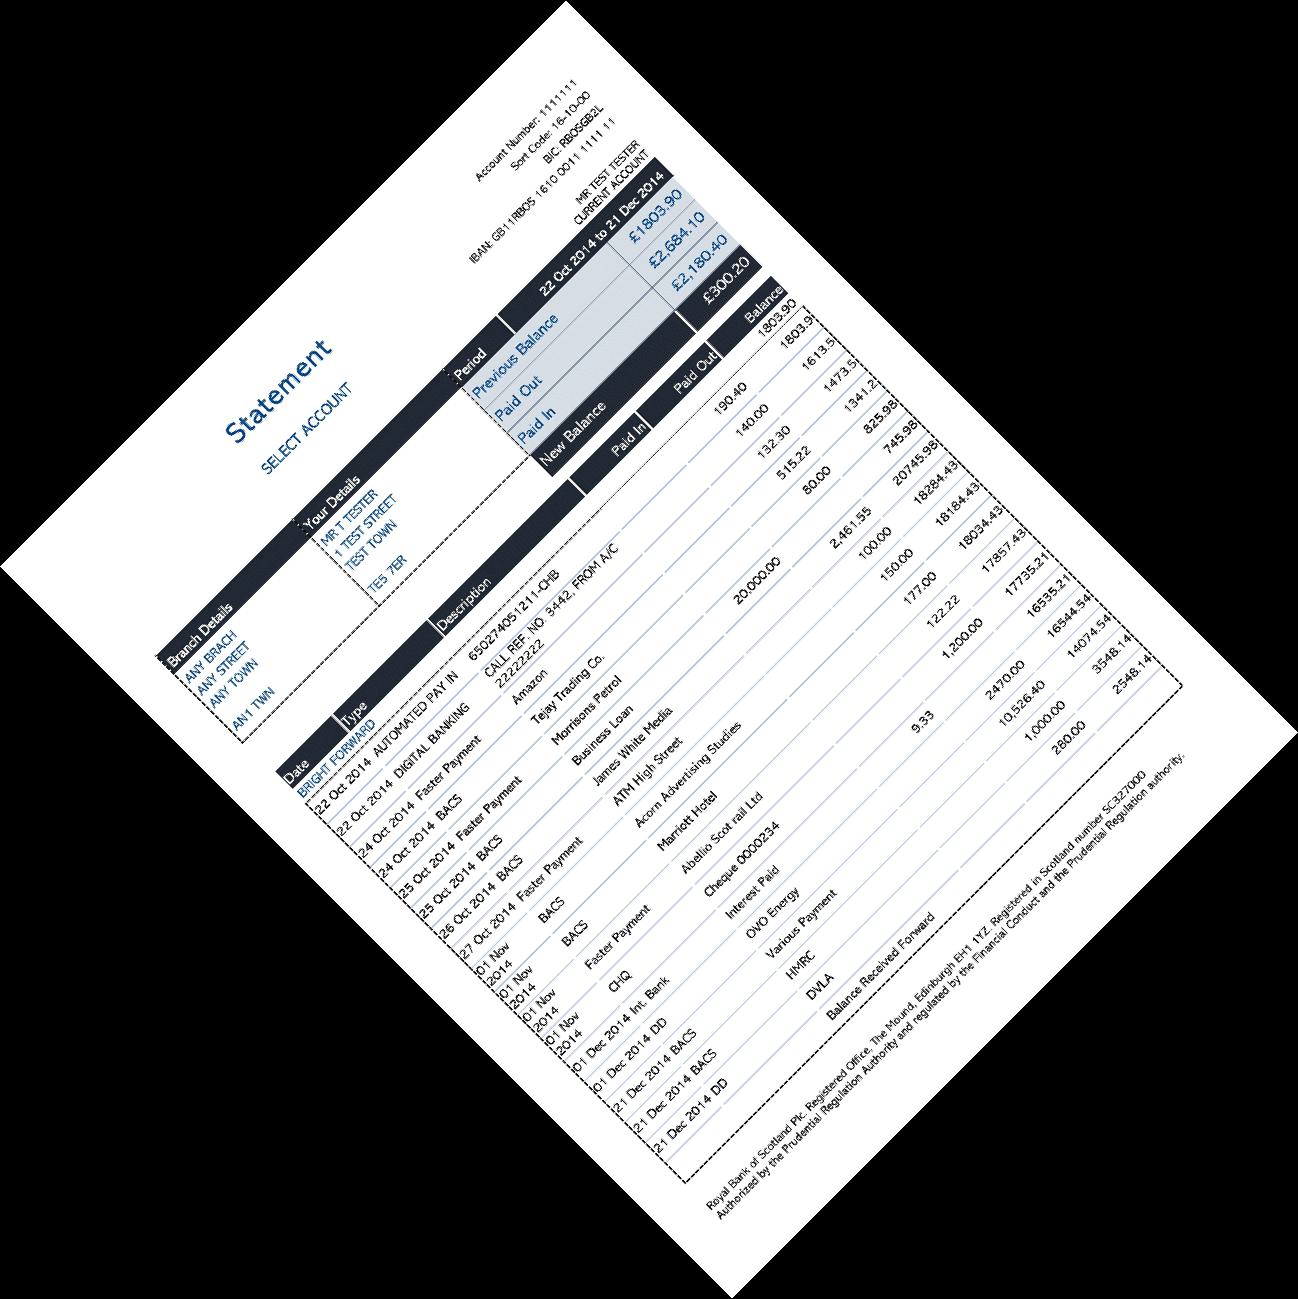 Account Number: 1111111
Sort Code: 16-10-00
BIC: RBOSGB2L
IBAN: GB11RBOS 1610 0011 1111 11
Statement
SELECT ACCOUNT
MR TEST TESTER
CURRENT ACCOUNT
Branch Details Your Details Period 22 Oct 2014 to 21 Dec 2014
ANY BRACH MR T TESTER Previous Balance £1803.90
ANY STREET 1 TEST STREET Paid Out £2,684.10
ANY TOWN TEST TOWN Paid In £2,180.40
AN1 TWN TE5 7ER New Balance £300.20
Date Type Description Paid In Paid Out Balance
BRIGHT FORWARD 1803.90
22 Oct 2014 AUTOMATED PAY IN 650274051211-CHB 190.40 1803.9
22 Oct 2014 DIGITAL BANKING CALL REF. NO. 3442, FROM A/C 140.00 1613.5
22222222
24 Oct 2014 Faster Payment Amazon 132.30 1473.5
24 Oct 2014 BACS Tejay Trading Co. 515.22 1341.2
25 Oct 2014 Faster Payment Morrisons Petrol 80.00 825.98
25 Oct 2014 BACS Business Loan 20.000.00 745.98
26 Oct 2014 BACS James White Media 2,461.55 20745.98
27 Oct 2014 Faster Payment ATM High Street 100.00 18284.43
01 Nov BACS Acorn Advertising Studies 150.00 18184.43
2014
01 Nov BACS Marriott Hotel 177.00 18034.43
2014
01 Nov Faster Payment Abellio Scot rail Ltd 122.22 17857.43
2014
01 Nov CHQ Cheque 0000234 1,200.00 17735.21
2014
01 Dec 2014 Int. Bank Interest Paid 9.33 16535.21
01 Dec 2014 DD OVO Energy 2470.00 16544.54
21 Dec 2014 BACS Various Payment 10,526.40 14074.54
21 Dec 2014 BACS HMRC 1,000.00 3548.14
21 Dec 2014 DD DVLA 280.00 2548.14
Balance Received Forward
Royal Bank of Scotland Plc. Registered Office. The Mound, Edinburgh EH1 1YZ. Registered in Scotland number SC327000
Authorized by the Prudential Regulation Authority and regulated by the Financial Conduct and the Prudential Regulation authority.